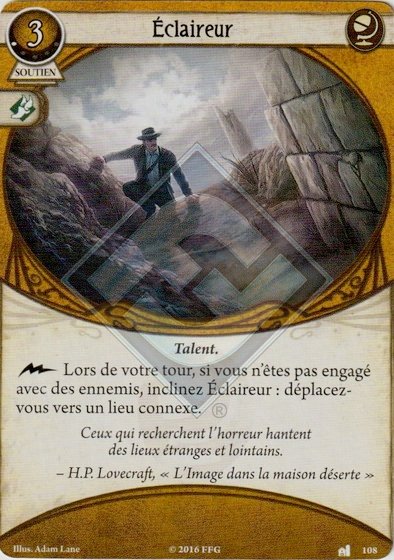 Éclaireur
3
SOUTIEN
Talent.
Lors de votre tour, si vous n'êtes pas engagé
avec des ennemis, inclinez Éclaireur : déplacez-
vous vers un lieu connexe.
®
Ceux qui recherchent l'horreur hantent
des lieux étranges et lointains.
– H.P. Lovecraft, « L'Image dans la maison déserte »
Illus. Adam Lane
© 2016 FFG
108